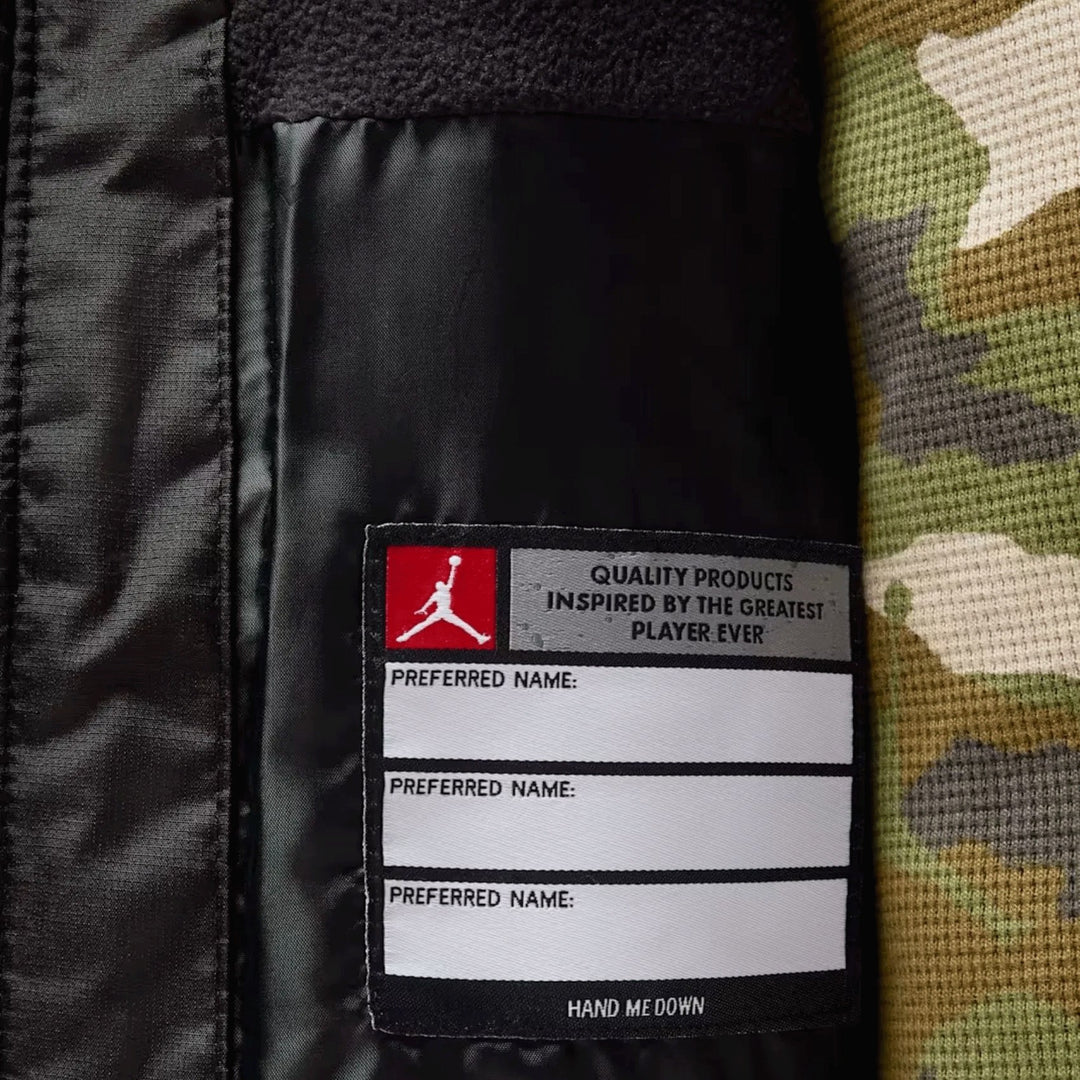 QUALITY PRODUCTS
INSPIRED BY THE GREATEST
PLAYER EVER
PREFERRED NAME:
PREFERRED NAME:
PREFERRED NAME:
HAND ME DOWN